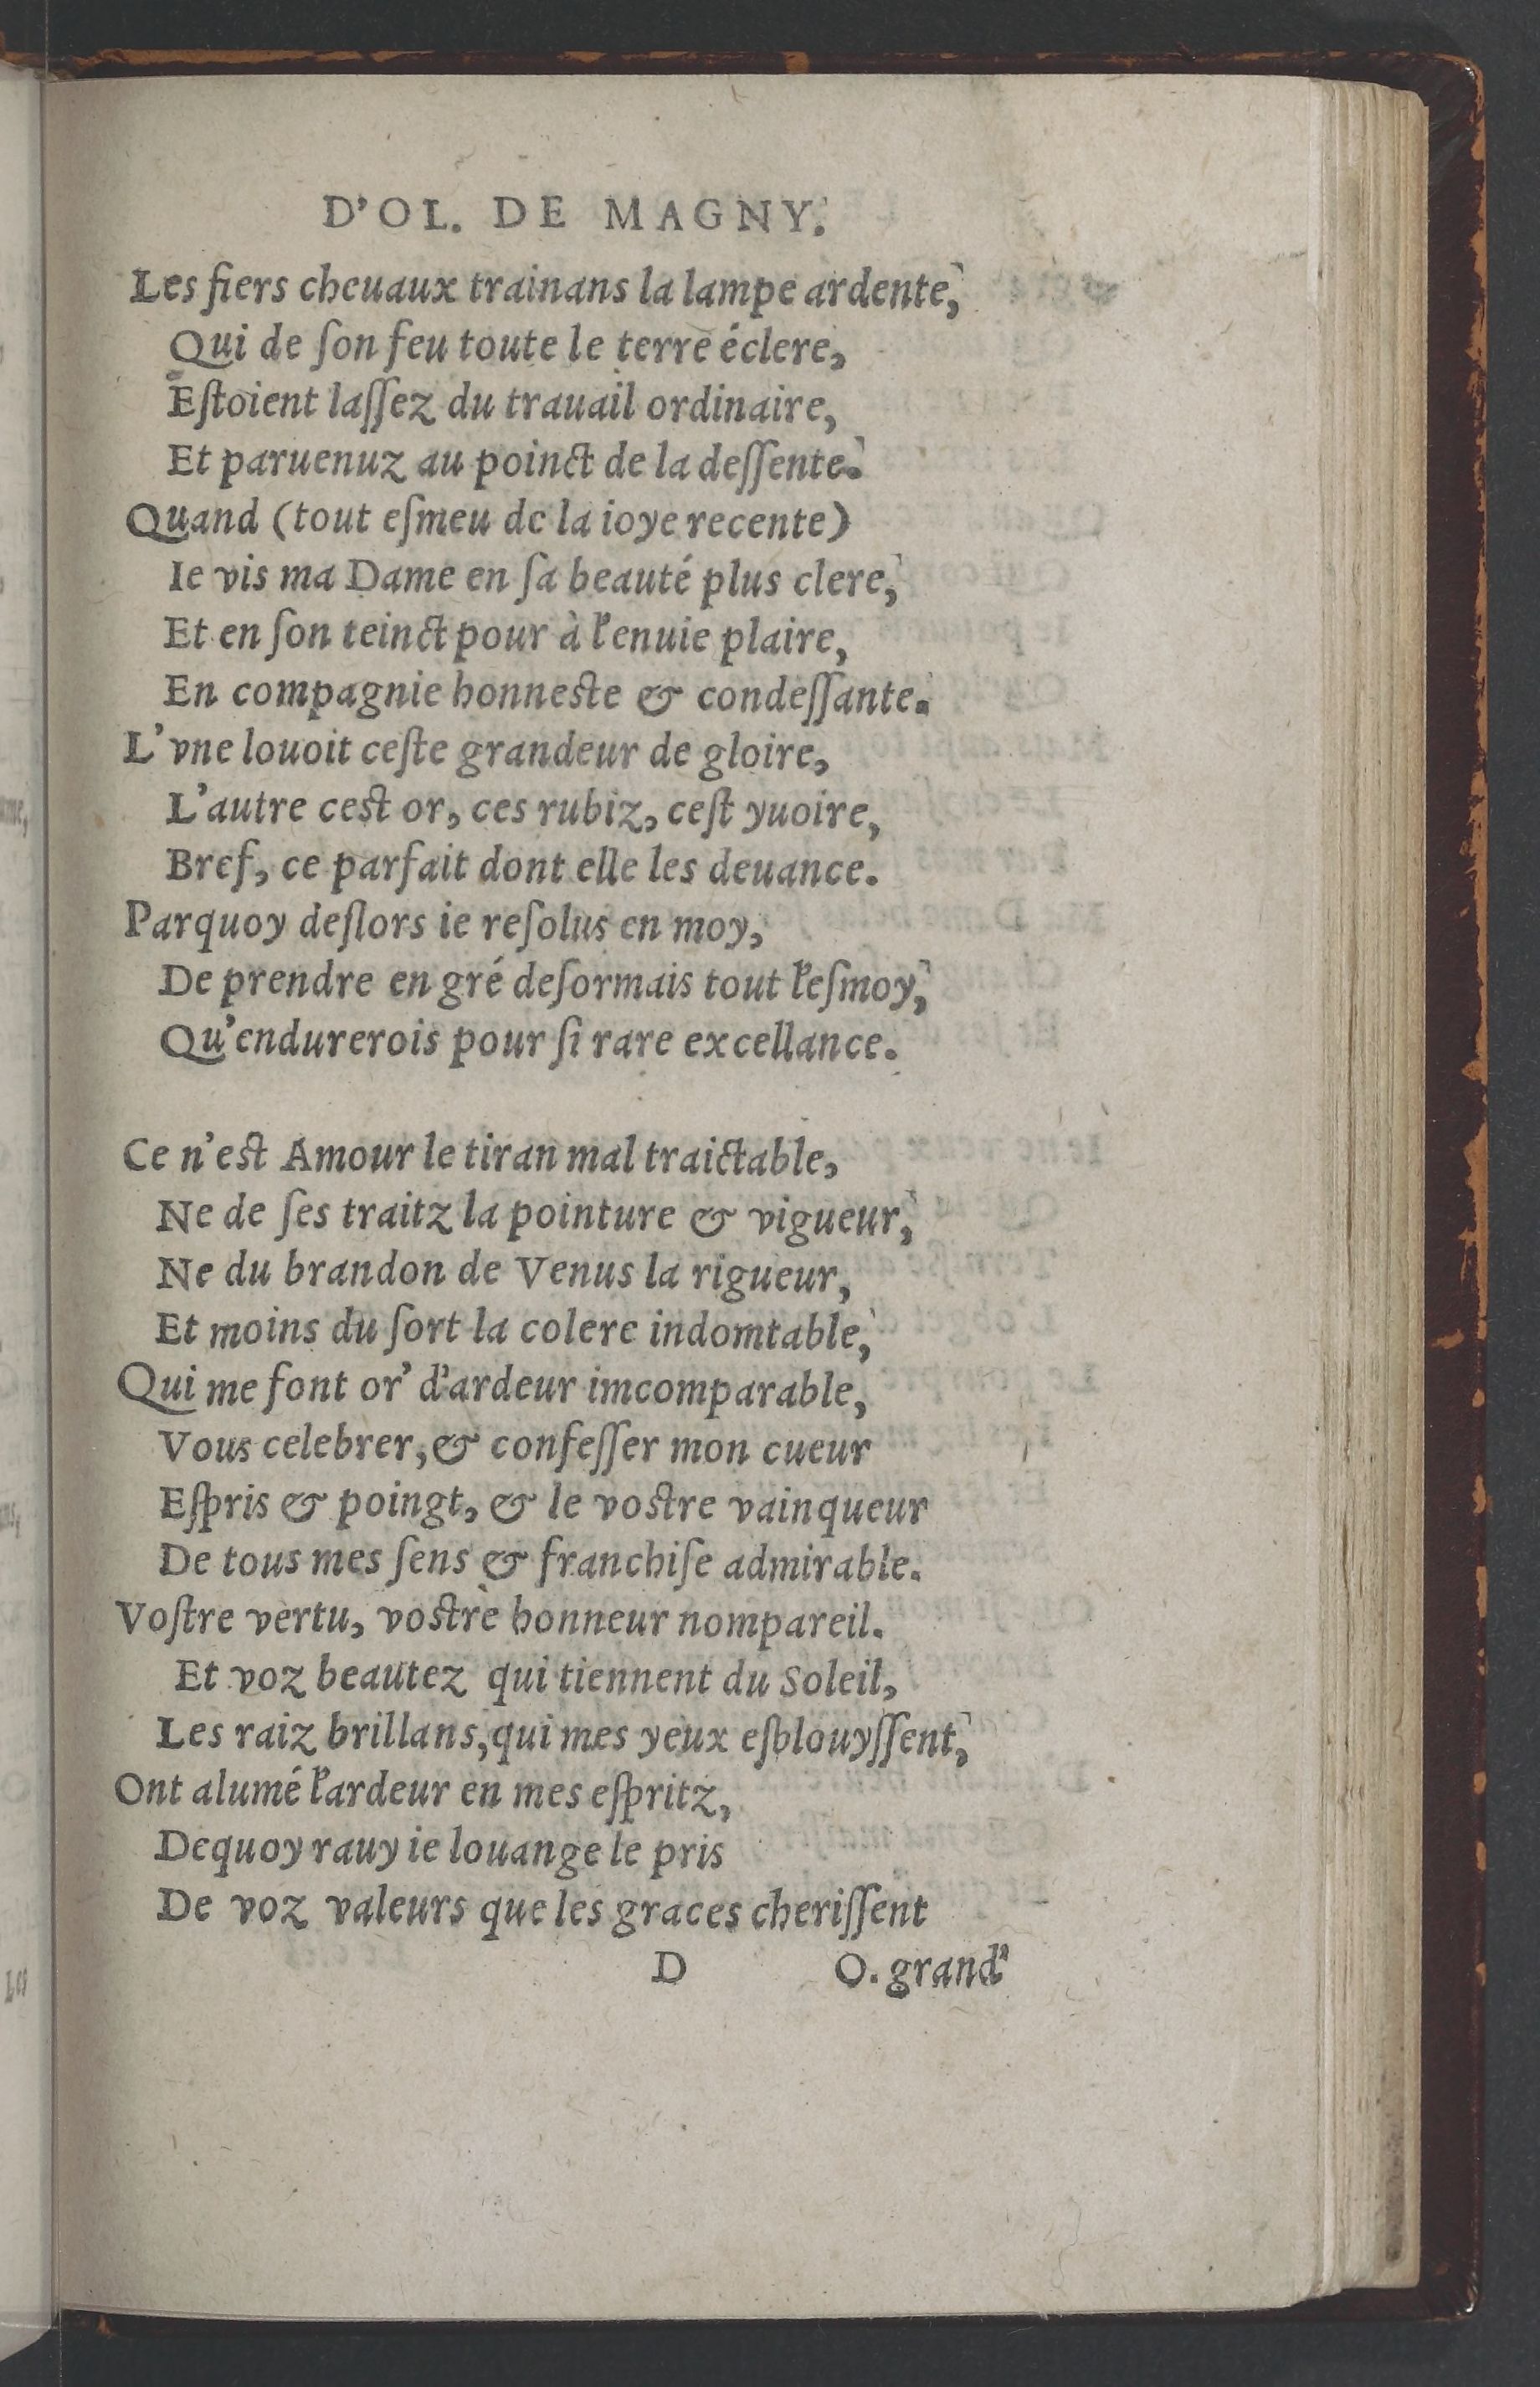 D'OL. DE MAGNY.
Les fiers cheuaux trainans la lampe ardente,
Qui de ſon feu toute le terre éclere,
Eſtoient laſſez du trauail ordinaire,
Et paruenuz au poinct de la deſſente.
Quand (tout eſmeu de la ioye recente)
Ie vis ma Dame en ſa beauté plus clere,
Et en ſon teinct pour à l'enuie plaire,
En compagnie honneste & condeſſante.
L'vne louoit ceſte grandeur de gloire,
L'autre cest or, ces rubiz, ceſt yuoire,
Bref, ce parfait dont elle les deuance.
Parquoy deſlors ie reſolus en moy,
De prendre en gré deſormais tout l'eſmoy,
Qu'endurerois pour ſi rare excellance.
Ce n'est Amour le tiran mal traictable,
Ne de ſes traitz la pointure & vigueur,
Ne du brandon de Venus la rigueur,
Et moins du ſort la colere indomtable,
Qui me font or' d'ardeur imcomparable,
Vous celebrer, & confeſſer mon cueur
Eſpris & poingt, & le vostre vainqueur
De tous mes ſens & franchiſe admirable.
Voſtre vertu, vostre honneur nompareil.
Et voz beautez qui tiennent du Soleil,
Les raiz brillans, qui mes yeux eſblouyſſent,
Ont alumé l'ardeur en mes eſpritz,
Dequoy rauy ie louange le pris
De voz valeurs que les graces cheriſſent
D O. grand'